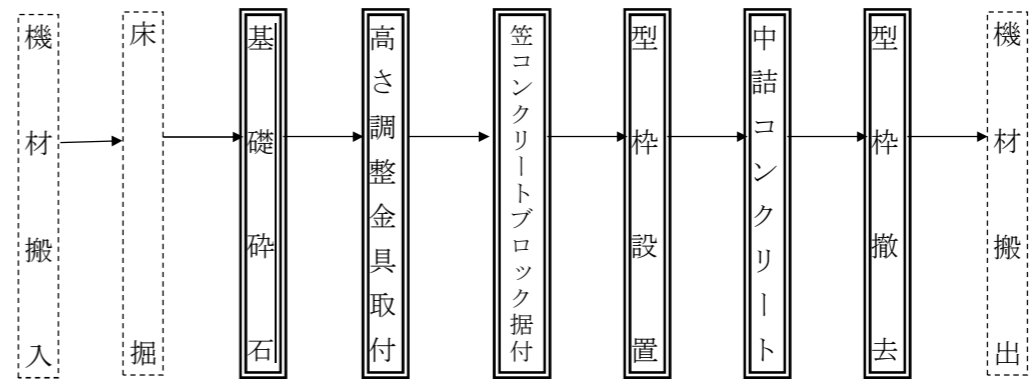 機材搬入
床掘
基礎砕石
高さ調整金具取付
笠コンクリートブロック据付
型枠設置
中詰コンクリート
型枠撤去
機材搬出